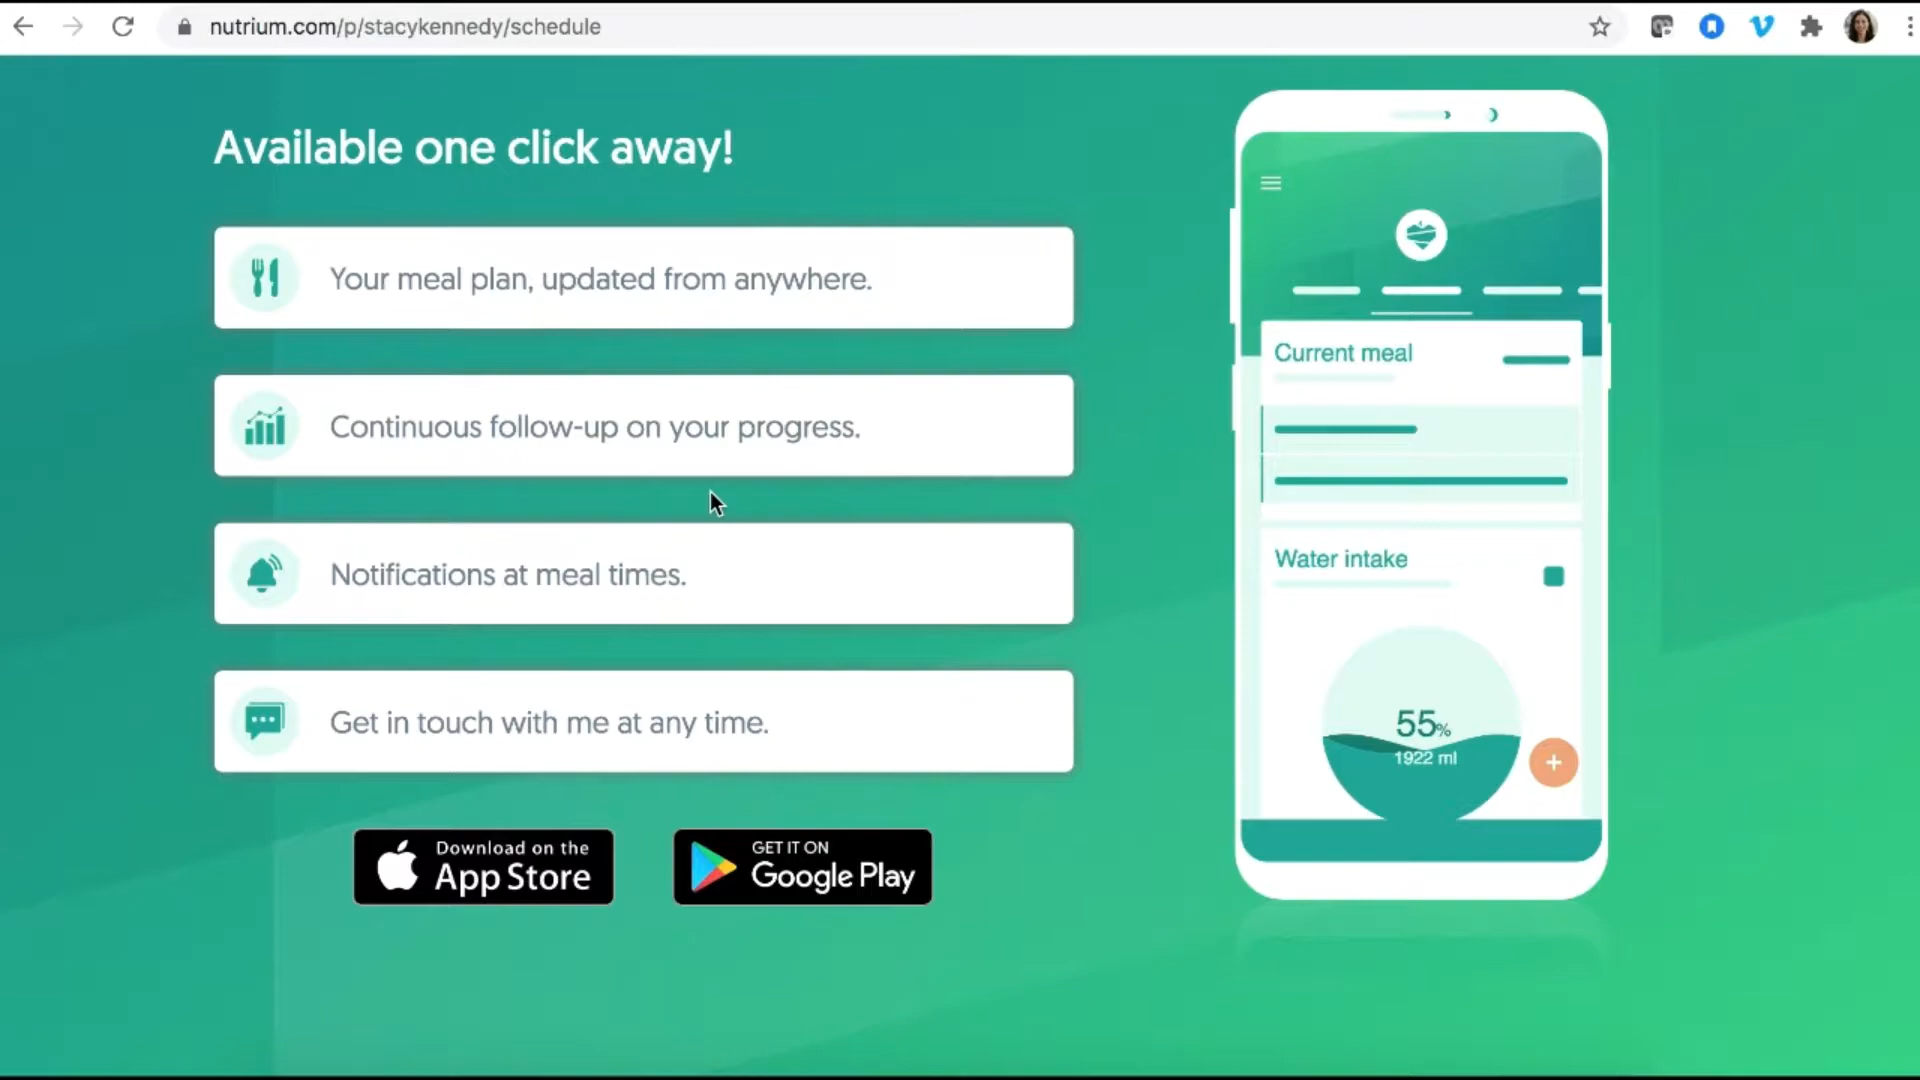 nutrium.com/p/stacykennedy/schedule
Available one click away!
Your meal plan, updated from anywhere.
Continuous follow-up on your progress.
Notifications at meal times.
Get in touch with me at any time.
Download on the
App Store
GET IT ON
Google Play
Current meal
Water intake
55%
1922 ml